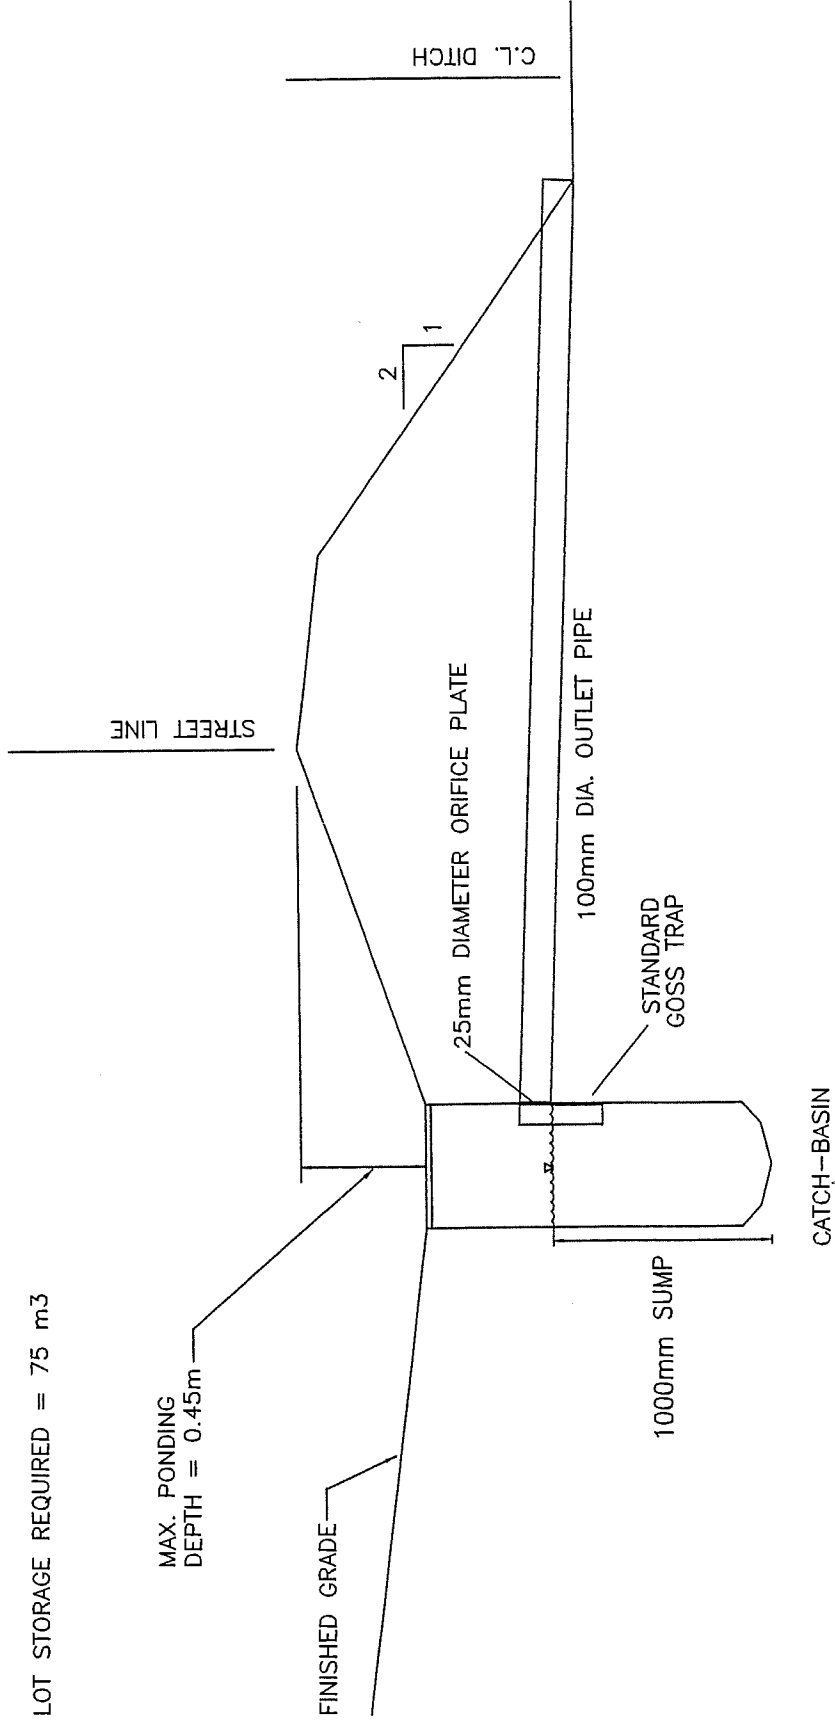 LOT STORAGE REQUIRED = 75 m3
MAX. PONDING
DEPTH = 0.45m
FINISHED GRADE
STREET LINE
C.L. DITCH
2
1
25mm DIAMETER ORIFICE PLATE
100mm DIA. OUTLET PIPE
STANDARD
GOSS TRAP
1000mm SUMP
CATCH-BASIN